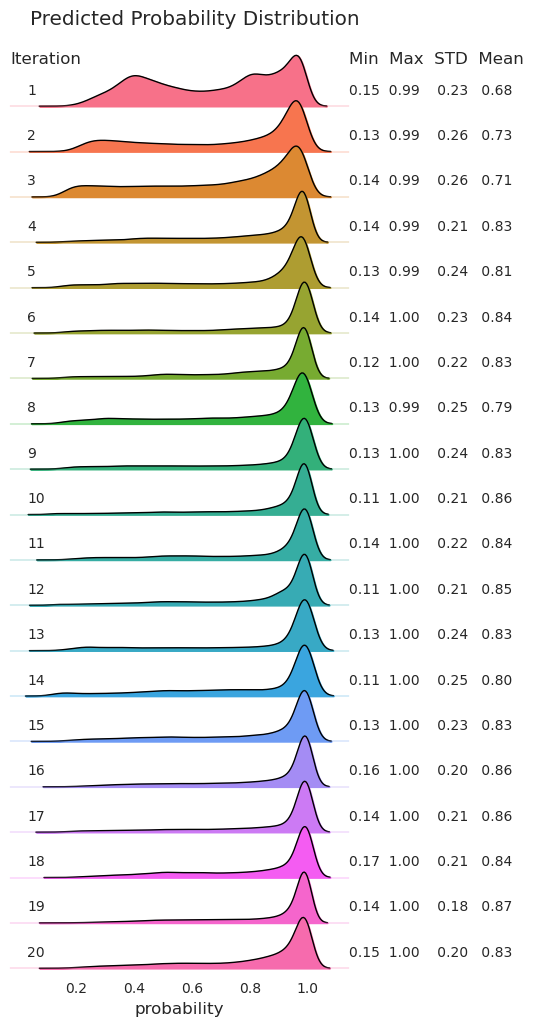 Predicted Probability Distribution
Iteration Min Max STD Mean
1 0.15 0.99 0.23 0.68
2 0.13 0.99 0.26 0.73
3 0.14 0.99 0.26 0.71
4 0.14 0.99 0.21 0.83
5 0.13 0.99 0.24 0.81
6 0.14 1.00 0.23 0.84
7 0.12 1.00 0.22 0.83
8 0.13 0.99 0.25 0.79
9 0.13 1.00 0.24 0.83
10 0.11 1.00 0.21 0.86
11 0.14 1.00 0.22 0.84
12 0.11 1.00 0.21 0.85
13 0.13 1.00 0.24 0.83
14 0.11 1.00 0.25 0.80
15 0.13 1.00 0.23 0.83
16 0.16 1.00 0.20 0.86
17 0.14 1.00 0.21 0.86
18 0.17 1.00 0.21 0.84
19 0.14 1.00 0.18 0.87
20 0.15 1.00 0.20 0.83
0.2 0.4 0.6 0.8 1.0
probability